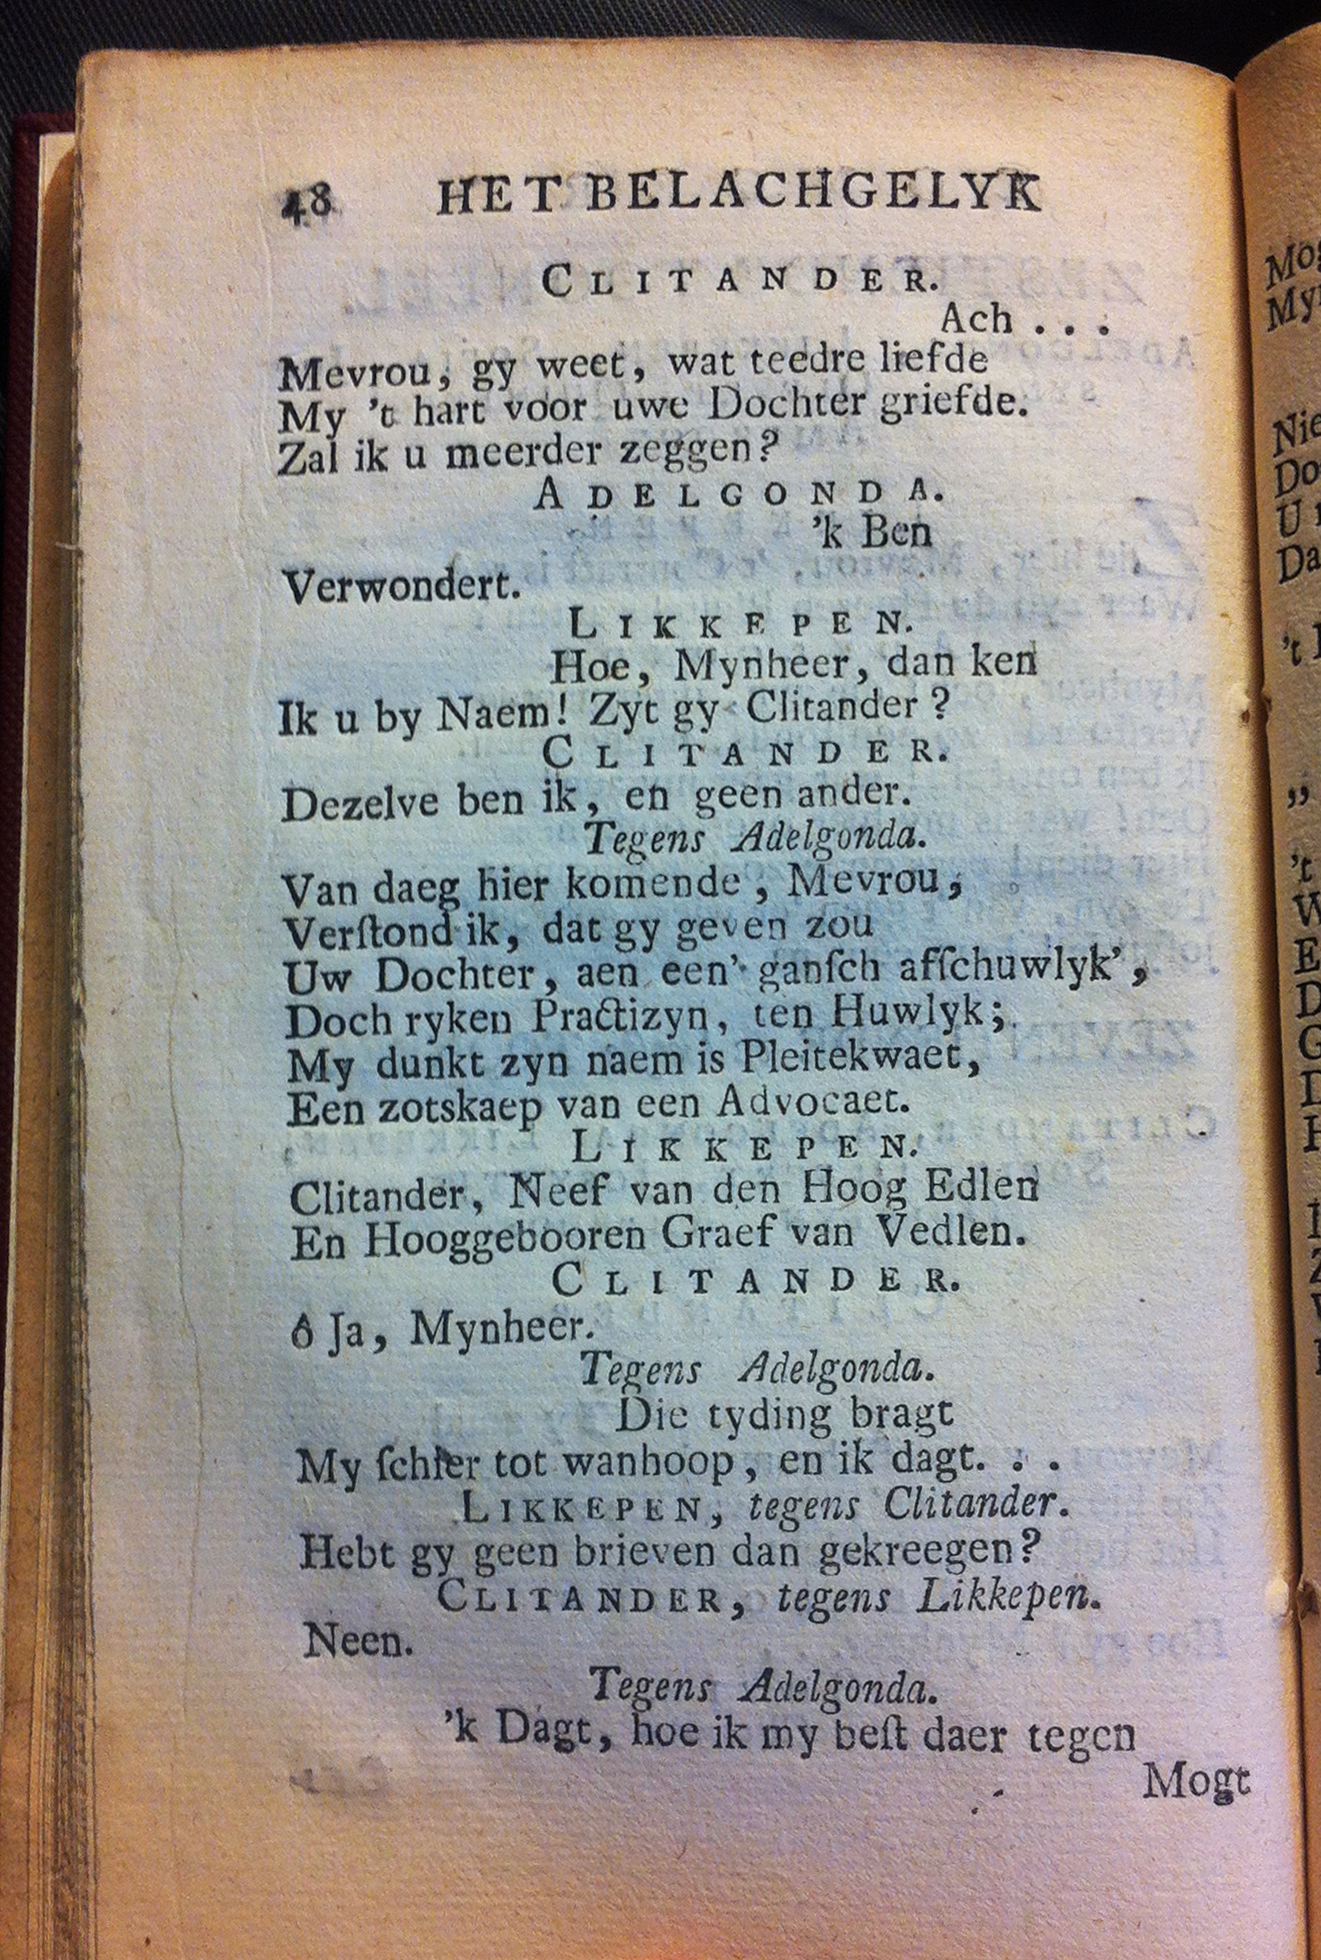 48 HET BELACHGELYK
CLITANDER.
Ach . . .
Mevrou, gy weet, wat teedre liefde
My 't hart voor uwe Dochter griefde.
Zal ik u meerder zeggen?
ADELGONDA.
'k Ben
Verwondert.
LIKKEPEN.
Hoe, Mynheer, dan ken
Ik u by Naem! Zyt gy Clitander?
CLITANDER.
Dezelve ben ik, en geen ander.
Tegens Adelgonda.
Van daeg hier komende, Mevrou,
Verſtond ik, dat gy geven zou
Uw Dochter, aen een' ganſch afſchuwlyk',
Doch ryken Practizyn, ten Huwlyk;
My dunkt zyn naem is Pleitekwaet,
Een zotskaep van een Advocaet.
LIKKEPEN.
Clitander, Neef van den Hoog Edlen
En Hooggebooren Graef van Vedlen.
CLITANDER.
ô Ja, Mynheer.
Tegens Adelgonda.
Die tyding bragt
My ſchier tot wanhoop, en ik dagt. . .
LIKKEPEN, tegens Clitander.
Hebt gy geen brieven dan gekreegen?
CLITANDER, tegens Likkepen.
Neen.
Tegens Adelgonda.
'k Dagt, hoe ik my beſt daer tegen
Mogt